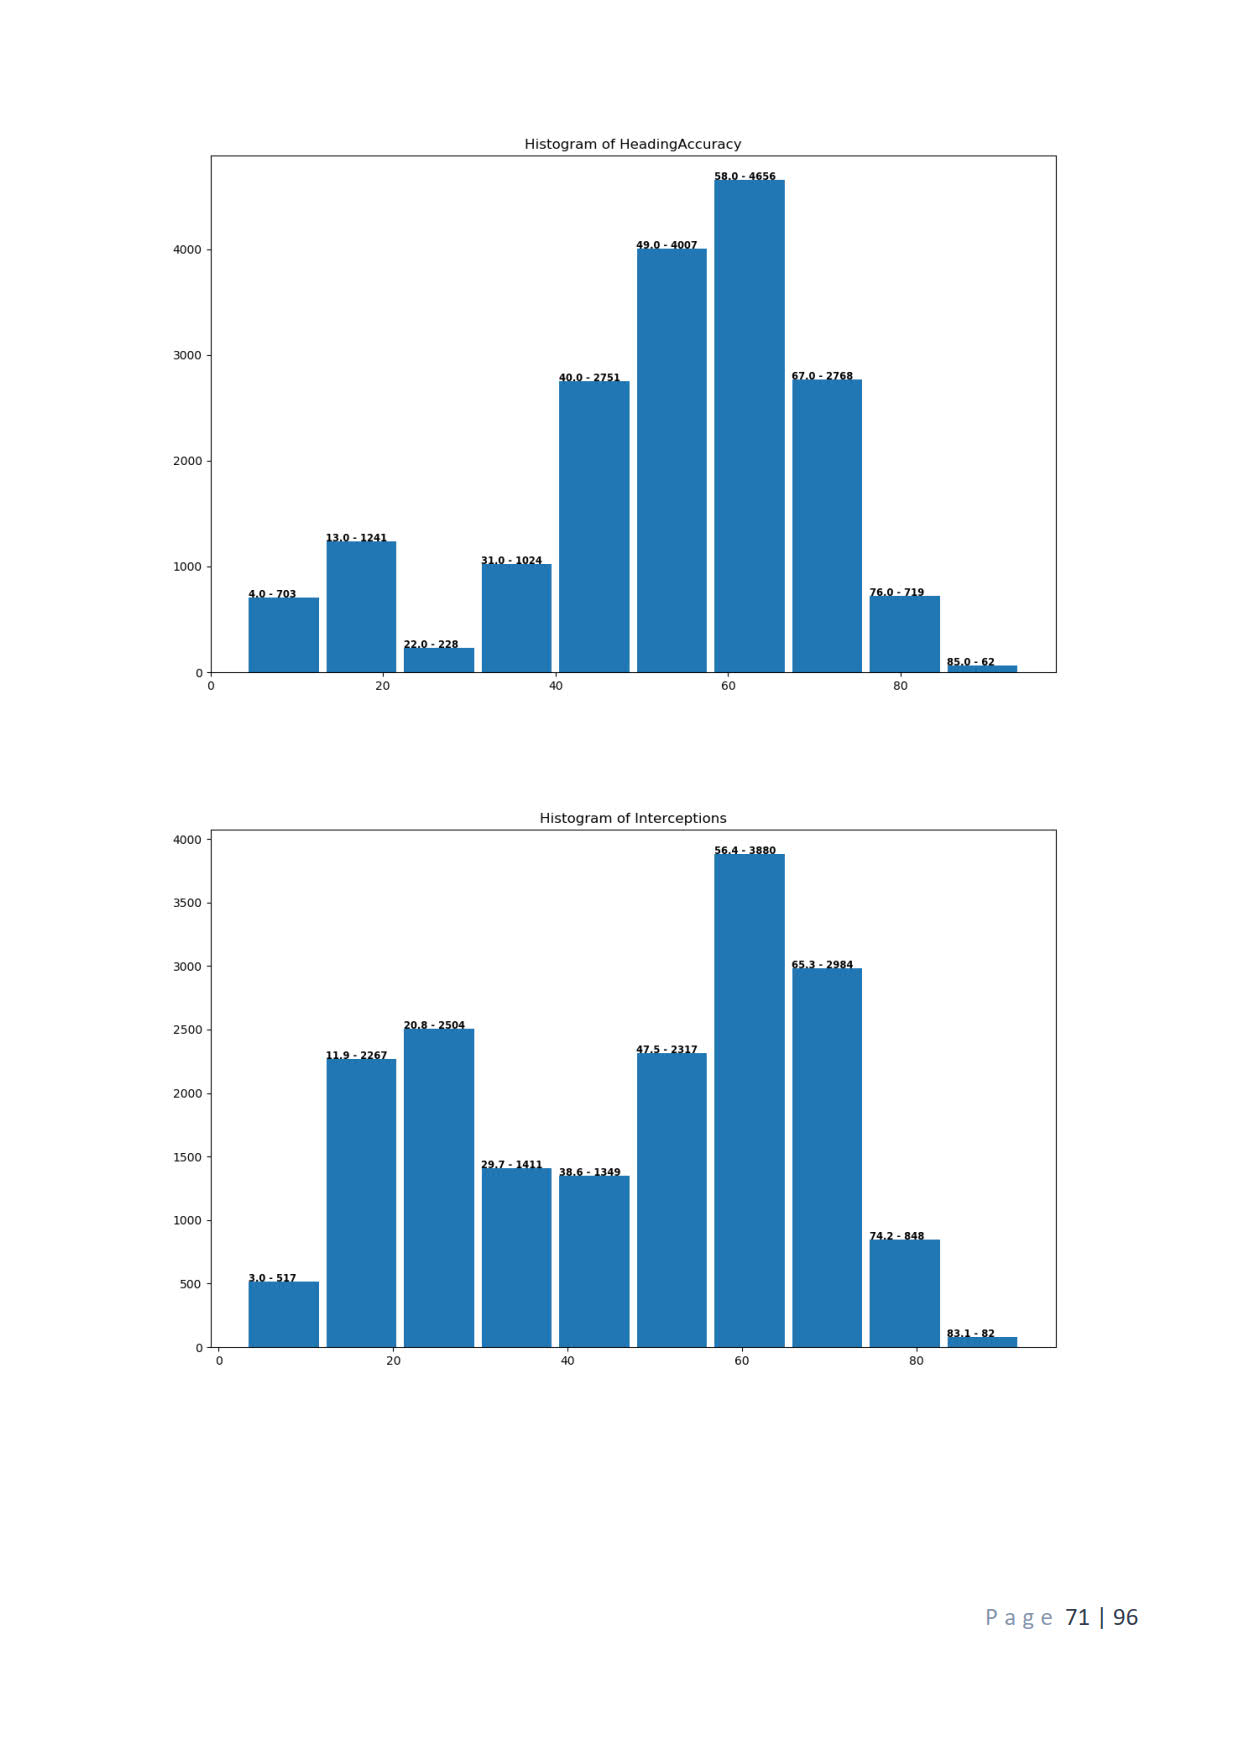 Histogram of HeadingAccuracy
58.0 - 4656
49.0 - 4007
4000
3000
67.0 - 2768
40.0 - 2751
2000
13.0 - 1241
1000
31.0 - 1024
4.0 - 703
76.0 - 719
22.0 - 228
85.0 - 62
0
0 20 40 60 80
Histogram of Interceptions
4000
56.4 - 3880
3500
3000
65.3 - 2984
2500
20.8 - 2504
11.9 - 2267
47.5 - 2317
2000
1500
29.7 - 1411
38.6 - 1349
1000
74.2 - 848
500
3.0 - 517
83.1 - 82
0
0 20 40 60 80
Page 71 | 96